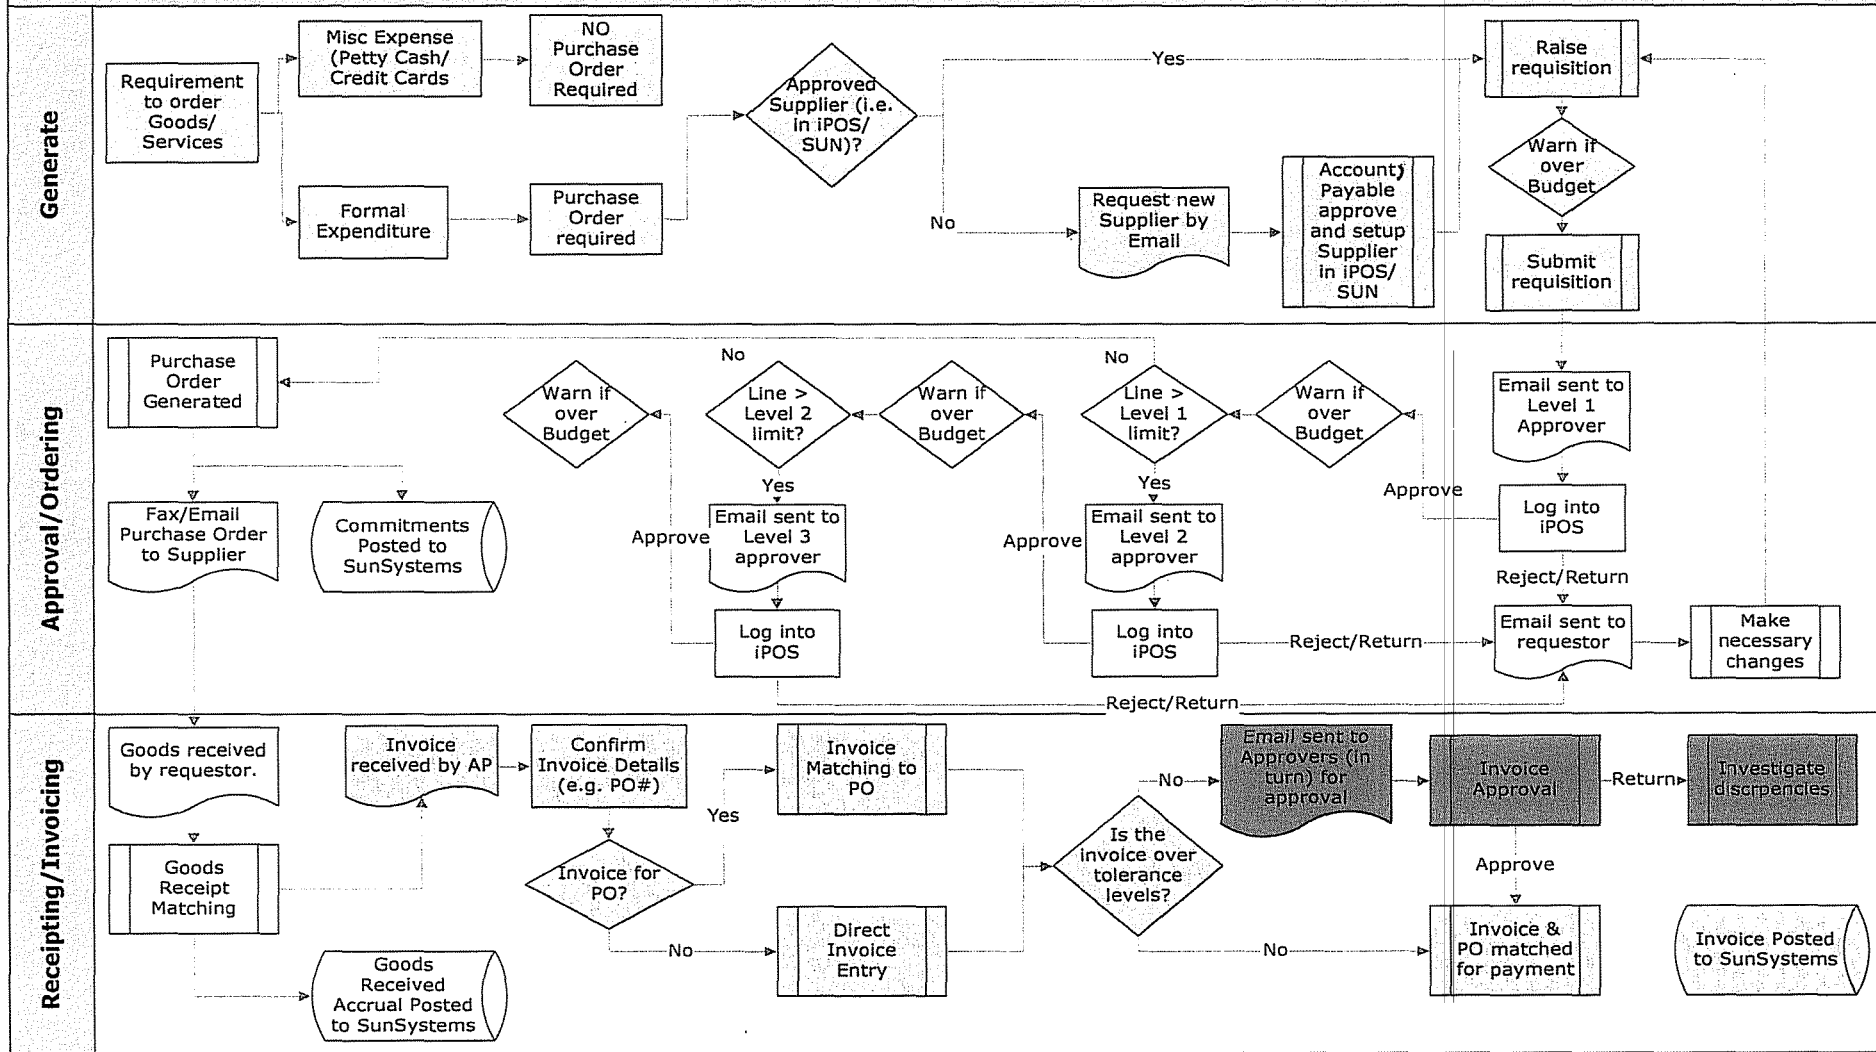 Generate
Requirement
to order
Goods/
Services
Misc Expense
(Petty Cash/
Credit Cards
NO
Purchase
Order
Required
Formal
Expenditure
Purchase
Order
required
Approved
Supplier (i.e.
in iPOS/
SUN)?
Yes
No
Request new
Supplier by
Email
Account
Payable
approve
and setup
Supplier
in iPOS/
SUN
Raise
requisition
Warn if
over
Budget
Submit
requisition
Approval/Ordering
Purchase
Order
Generated
Fax/Email
Purchase Order
to Supplier
Commitments
Posted to
SunSystems
Warn if
over
Budget
No
Line >
Level 2
limit?
Yes
Email sent to
Level 3
approver
Approve
Log into
iPOS
Warn if
over
Budget
No
Line >
Level 1
limit?
Yes
Email sent to
Level 2
approver
Approve
Log into
iPOS
Warn if
over
Budget
Email sent to
Level 1
Approver
Approve
Log into
iPOS
Reject/Return
Reject/Return
Email sent to
requestor
Make
necessary
changes
Reject/Return
Receipting/Invoicing
Goods received
by requestor.
Goods
Receipt
Matching
Goods
Received
Accrual Posted
to SunSystems
Invoice
received by AP
Confirm
Invoice Details
(e.g. PO#)
Invoice for
PO?
Yes
No
Invoice
Matching to
PO
Direct
Invoice
Entry
Is the
invoice over
tolerance
levels?
No
Email sent to
Approvers (in
turn) for
approval
Invoice
Approval
Return
Investigate
discrpencies
Approve
No
Invoice &
PO matched
for payment
Invoice Posted
to SunSystems